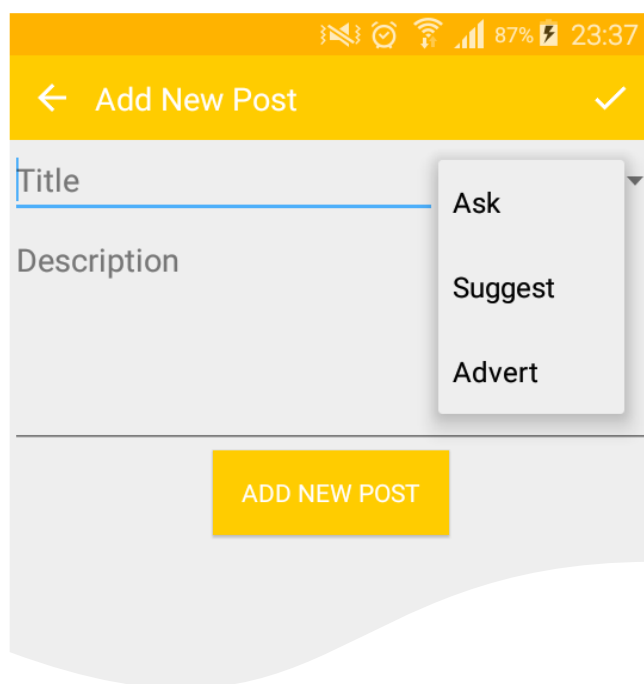 87% 23:37
Add New Post
Title
Ask
Description
Suggest
Advert
ADD NEW POST